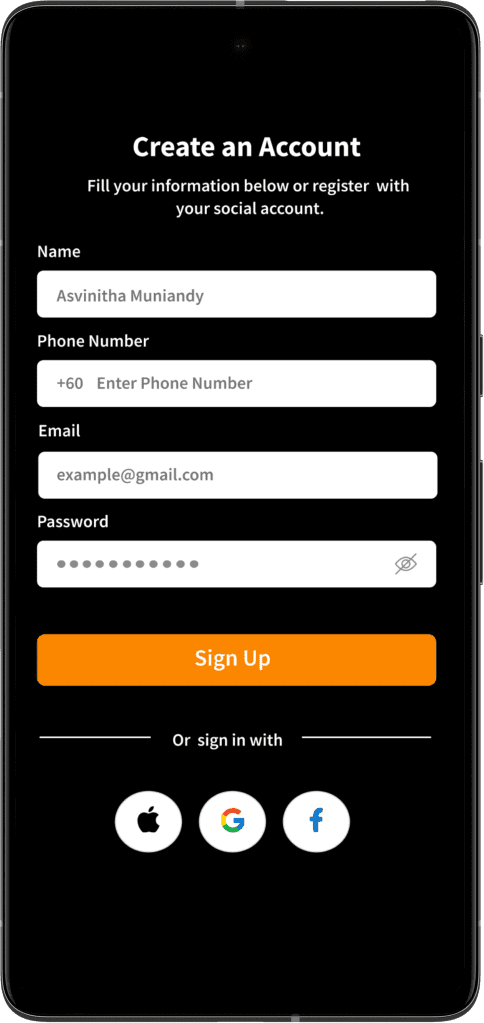 Create an Account
Fill your information below or register with
your social account.
Name
Asvinitha Muniandy
Phone Number
+60 Enter Phone Number
Email
example@gmail.com
Password
Sign Up
Or sign in with